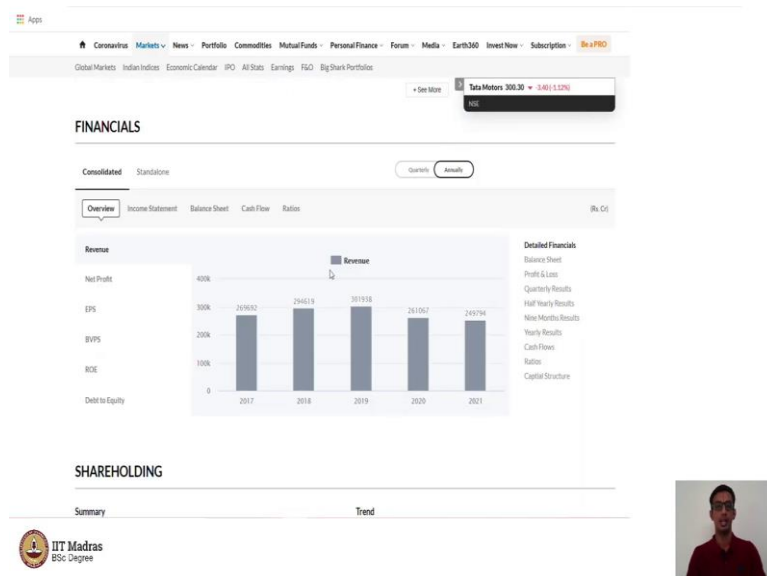 Apps
Coronavirus Markets News Portfolio Commodities Mutual Funds Personal Finance Forum Media Earth360 Invest Now Subscription Be a PRO
Global Markets Indian Indices Economic Calendar IPO All Stats Earnings F&O Big Shark Portfolios
+ See More
Tata Motors 300.30 -3.40 (-1.12%)
NSE
FINANCIALS
Consolidated Standalone
Quarterly Annually
Overview Income Statement Balance Sheet Cash Flow Ratios (Rs. Cr)
Revenue
Net Profit
EPS
BVPS
ROE
Debt to Equity
Revenue
400k
300k
200k
100k
0
269692 294619 301938 261067 249794
2017 2018 2019 2020 2021
Detailed Financials
Balance Sheet
Profit & Loss
Quarterly Results
Half Yearly Results
Nine Months Results
Yearly Results
Cash Flows
Ratios
Capital Structure
SHAREHOLDING
Summary Trend
IIT Madras
BSc Degree